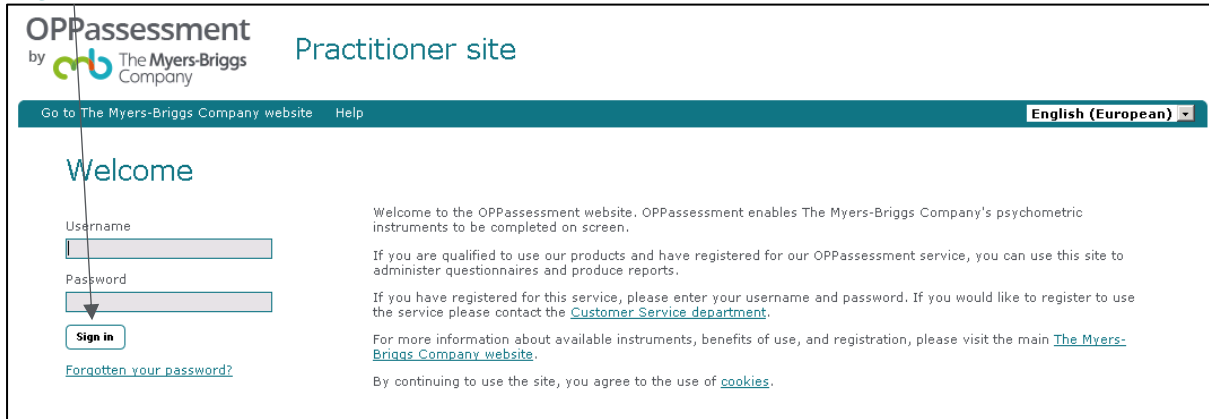 OPPassessment
by The Myers-Briggs
Company
Practitioner site
Go to The Myers-Briggs Company website Help English (European)
Welcome
Username
Password
Sign in
Forgotten your password?
Welcome to the OPPassessment website. OPPassessment enables The Myers-Briggs Company's psychometric
instruments to be completed on screen.
If you are qualified to use our products and have registered for our OPPassessment service, you can use this site to
administer questionnaires and produce reports.
If you have registered for this service, please enter your username and password. If you would like to register to use
the service please contact the Customer Service department.
For more information about available instruments, benefits of use, and registration, please visit the main The Myers-
Briggs Company website.
By continuing to use the site, you agree to the use of cookies.